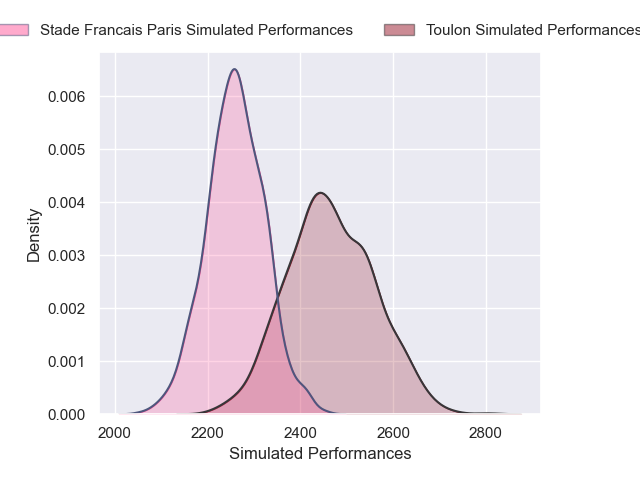 Stade Francais Paris Simulated Performances Toulon Simulated Performances
0.006
0.005
0.004
0.003
0.002
0.001
0.000
Density
2000 2200 2400 2600 2800
Simulated Performances